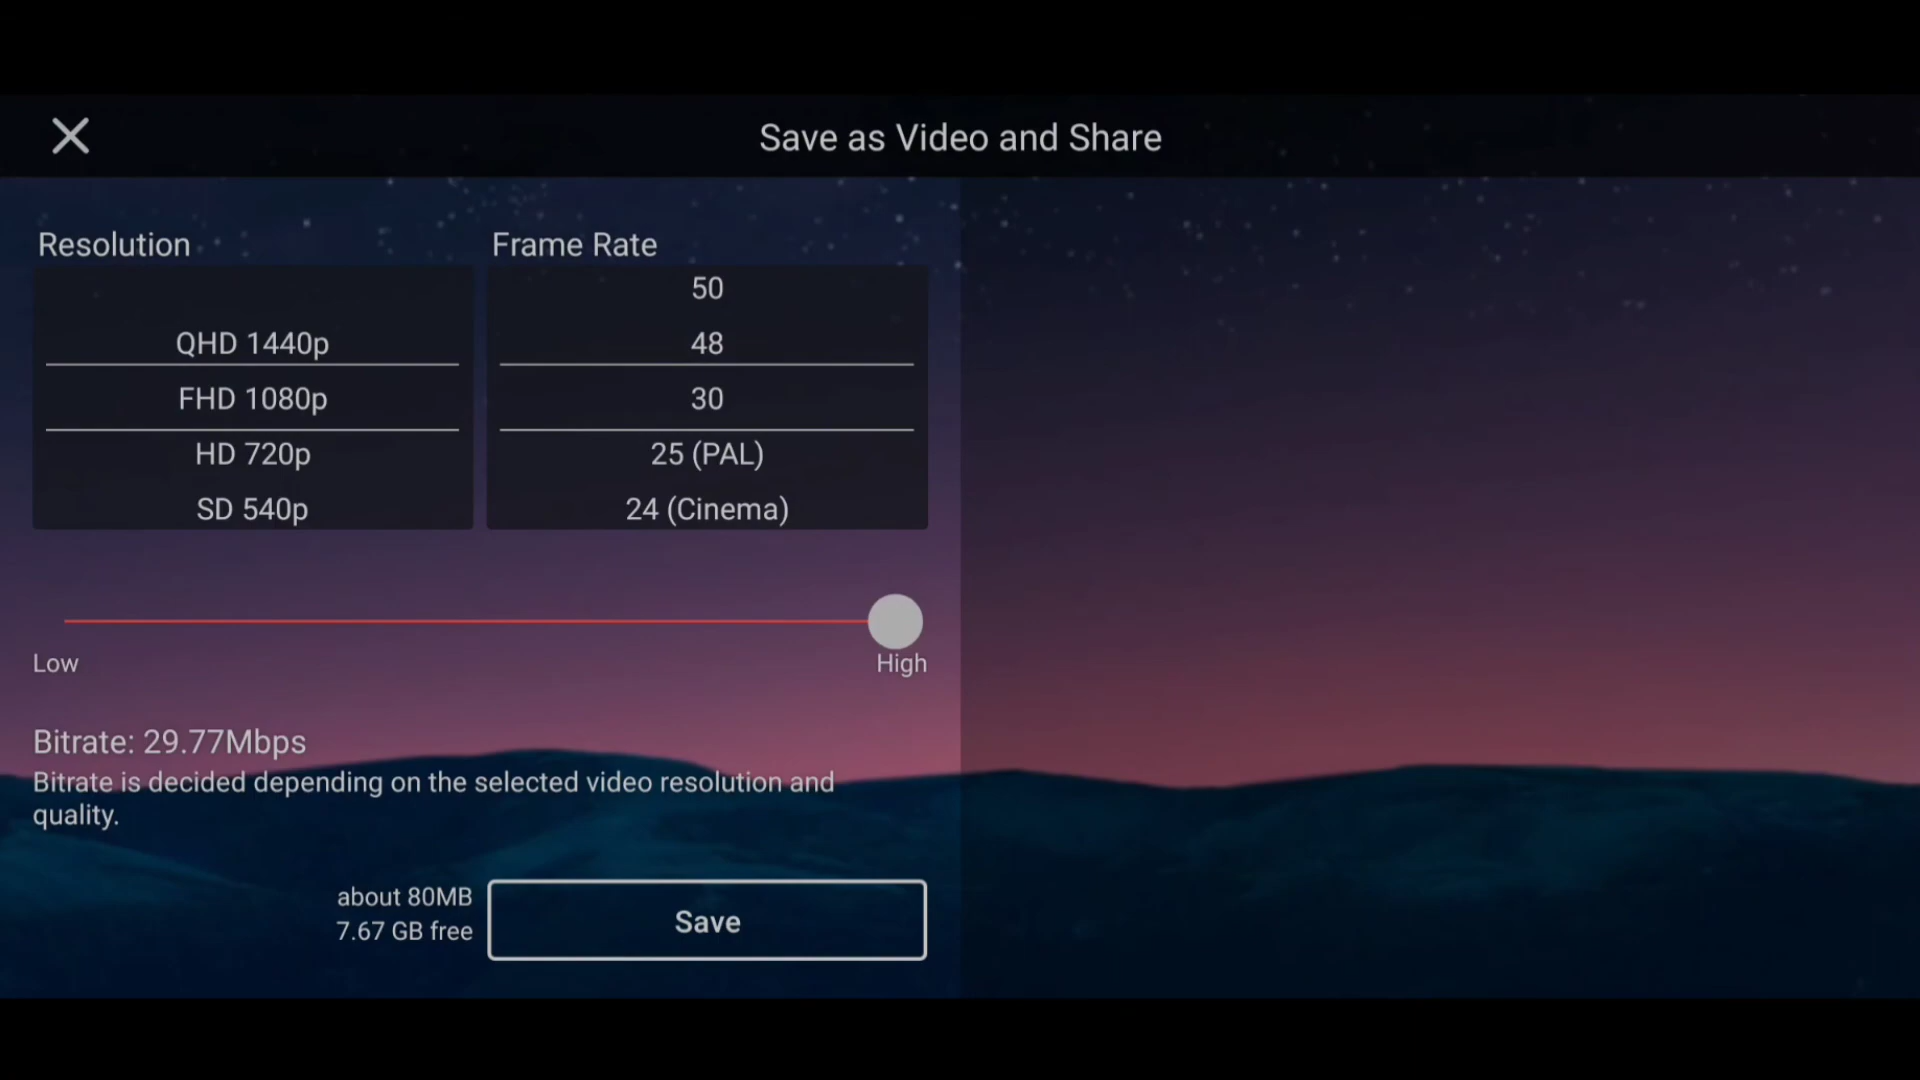 Save as Video and Share
Resolution
QHD 1440p
FHD 1080p
HD 720p
SD 540p
Frame Rate
50
48
30
25 (PAL)
24 (Cinema)
Low
High
Bitrate: 29.77Mbps
Bitrate is decided depending on the selected video resolution and
quality.
about 80MB
7.67 GB free
Save